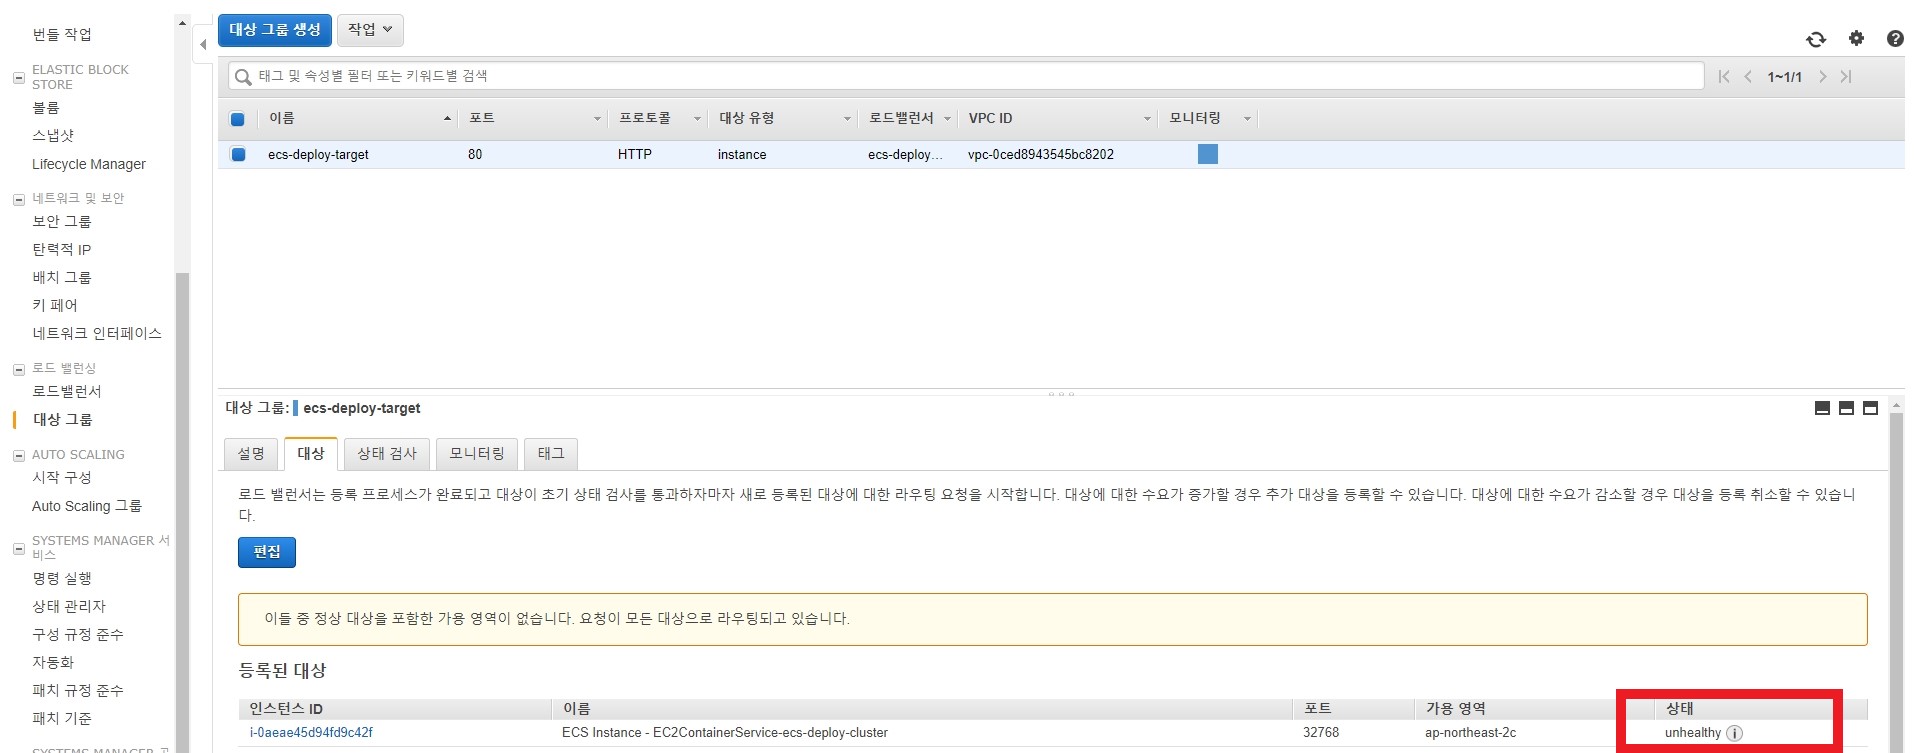 번들 작업
ELASTIC BLOCK
STORE
볼륨
스냅샷
Lifecycle Manager
네트워크 및 보안
보안 그룹
탄력적 IP
배치 그룹
키 페어
네트워크 인터페이스
로드 밸런싱
로드밸런서
대상 그룹
AUTO SCALING
시작 구성
Auto Scaling 그룹
SYSTEMS MANAGER 서
비스
명령 실행
상태 관리자
구성 규정 준수
자동화
패치 규정 준수
패치 기준
SYSTEMS MANAGER 공
대상 그룹 생성 작업
태그 및 속성별 필터 또는 키워드별 검색 1~1/1
이름 포트 프로토콜 대상 유형 로드밸런서 VPC ID 모니터링
ecs-deploy-target 80 HTTP instance ecs-deploy... vpc-0ced8943545bc8202
대상 그룹: ecs-deploy-target
설명 대상 상태 검사 모니터링 태그
로드 밸런서는 등록 프로세스가 완료되고 대상이 초기 상태 검사를 통과하자마자 새로 등록된 대상에 대한 라우팅 요청을 시작합니다. 대상에 대한 수요가 증가할 경우 추가 대상을 등록할 수 있습니다. 대상에 대한 수요가 감소할 경우 대상을 등록 취소할 수 있습니
다.
편집
이들 중 정상 대상을 포함한 가용 영역이 없습니다. 요청이 모든 대상으로 라우팅되고 있습니다.
등록된 대상
인스턴스 ID 이름 포트 가용 영역 상태
i-0aeae45d94fd9c42f ECS Instance - EC2ContainerService-ecs-deploy-cluster 32768 ap-northeast-2c unhealthy